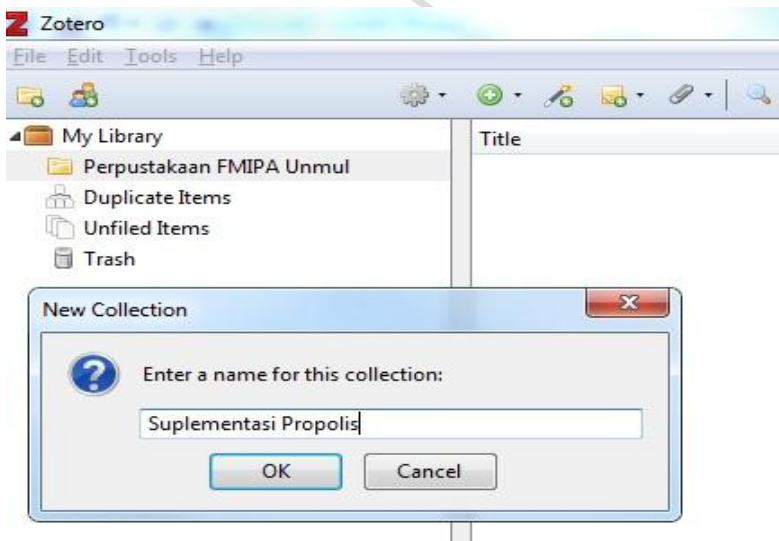 Zotero
File Edit Tools Help
My Library
Title
Perpustakaan FMIPA Unmul
Duplicate Items
Unfiled Items
Trash
New Collection
Enter a name for this collection:
Suplementasi Propolis
OK Cancel